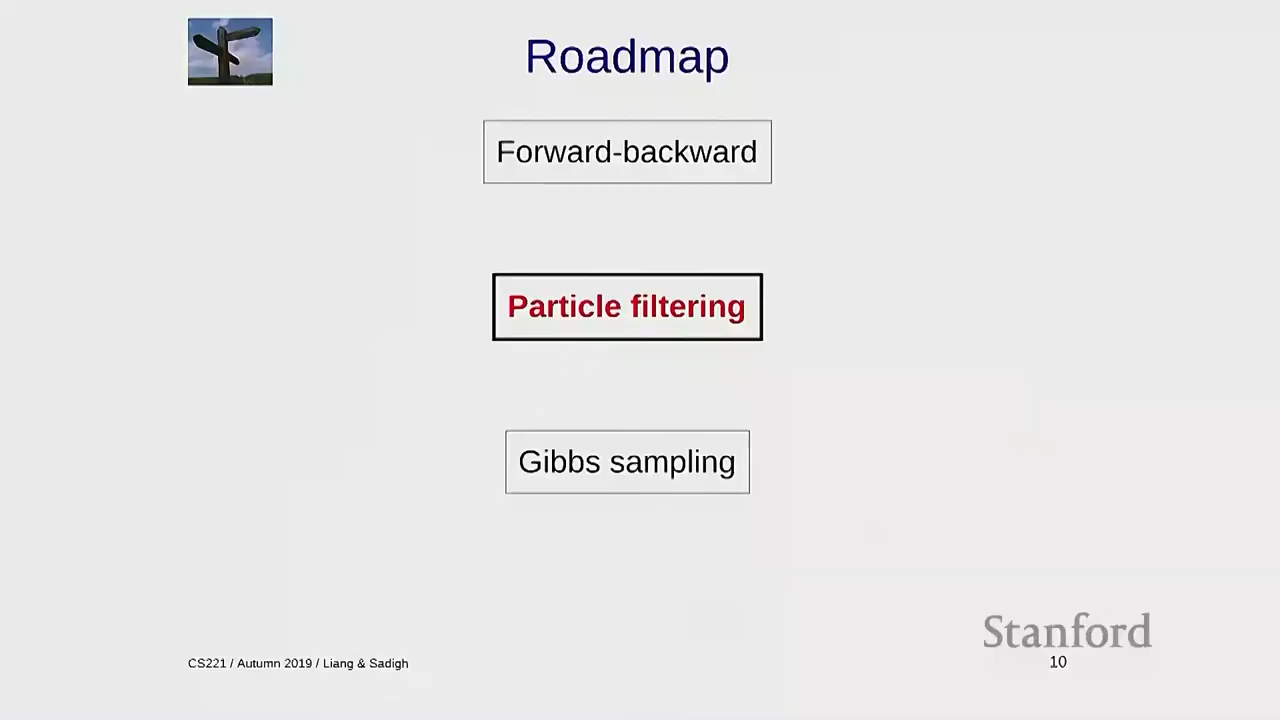 Roadmap
Forward-backward
Particle filtering
Gibbs sampling
Stanford
CS221 / Autumn 2019 / Liang & Sadigh
10